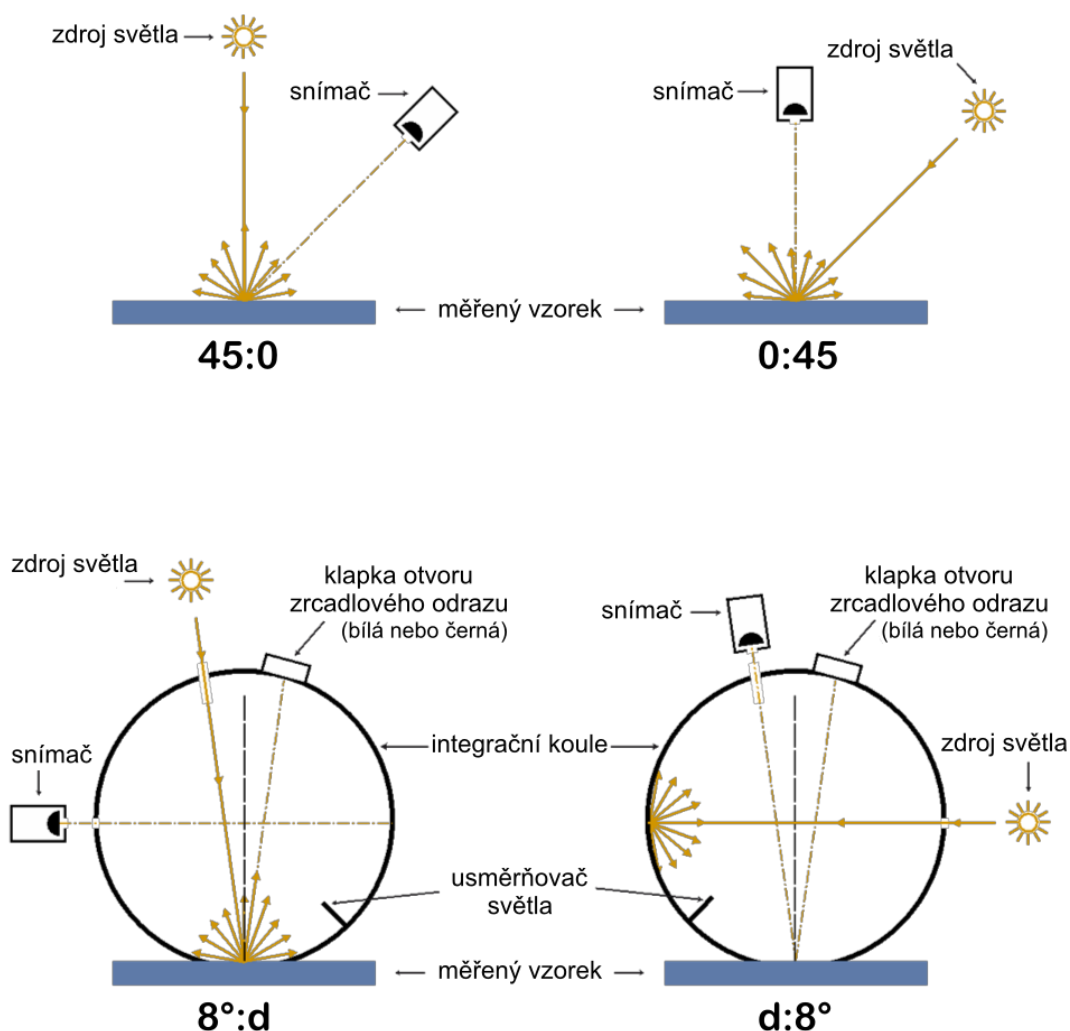 zdroj světla
snímač
měřený vzorek
45:0
snímač
zdroj světla
0:45
zdroj světla
klapka otvoru
zrcadlového odrazu
(bílá nebo černá)
snímač
integrační koule
usměrňovač
světla
měřený vzorek
8°:d
snímač
klapka otvoru
zrcadlového odrazu
(bílá nebo černá)
zdroj světla
d:8°